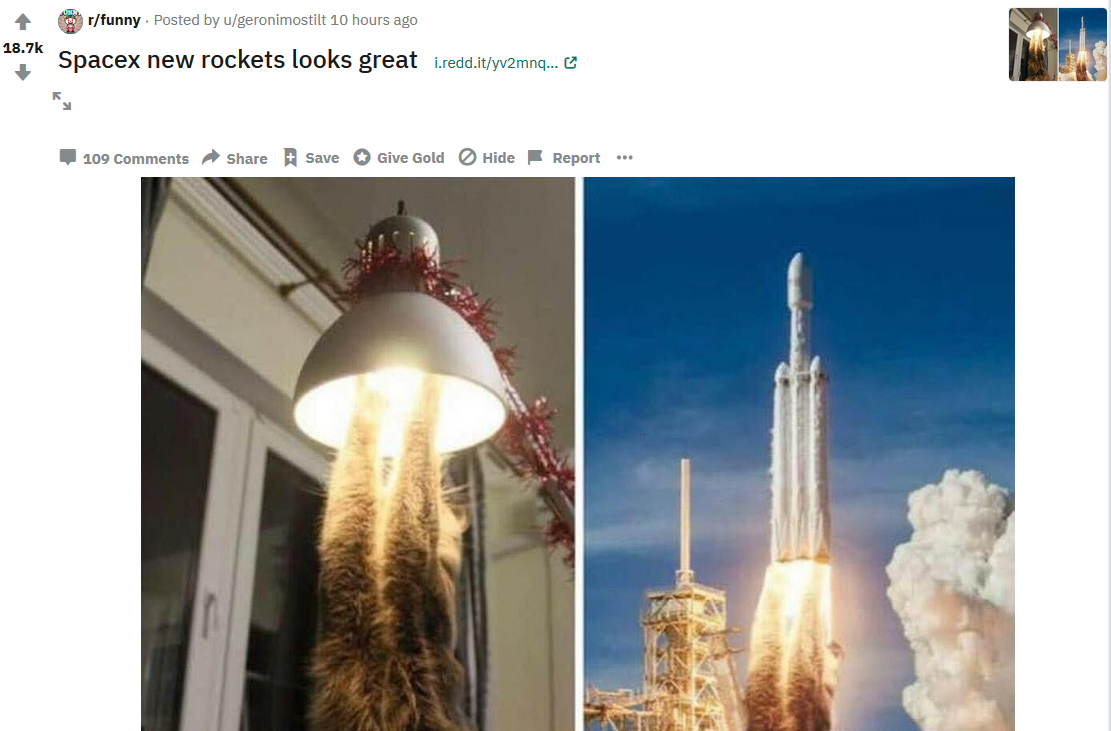 r/funny · Posted by u/geronimostilt 10 hours ago
18.7k
Spacex new rockets looks great i.redd.it/yv2mnq...
109 Comments Share Save Give Gold Hide Report